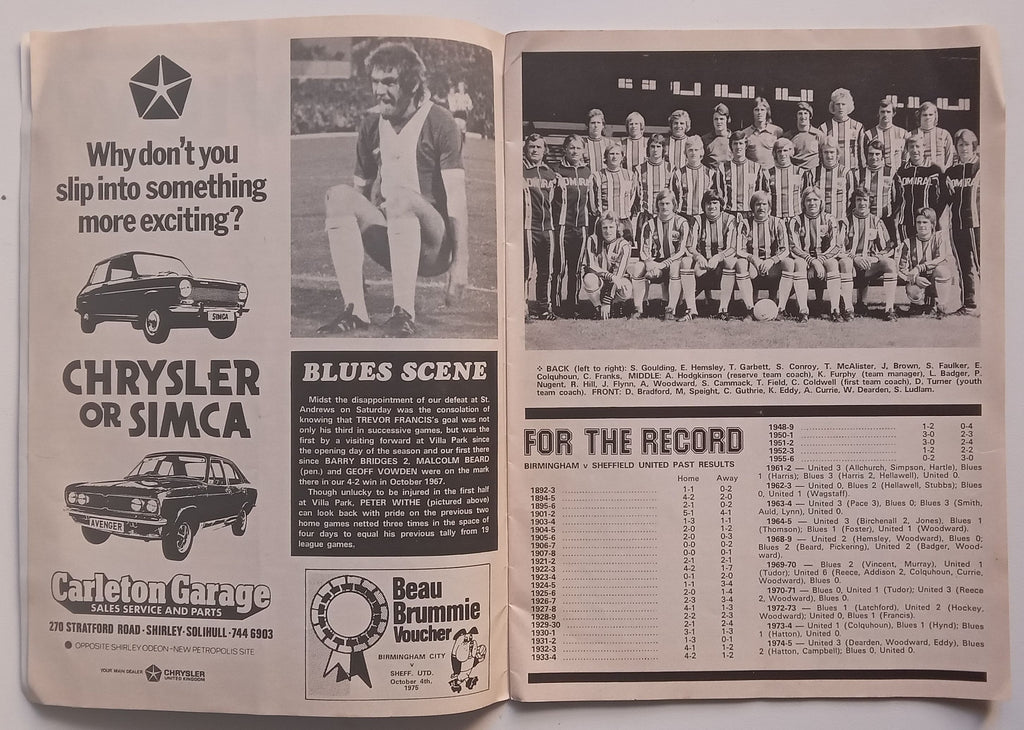 Why don't you
slip into something
more exciting?
SIMCA
CHRYSLER
OR SIMCA
AVENGER
Carleton Garage
SALES SERVICE AND PARTS
270 STRATFORD ROAD · SHIRLEY · SOLIHULL · 744 6903
● OPPOSITE SHIRLEY ODEON - NEW PETROPOLIS SITE
YOUR MAIN DEALER CHRYSLER
UNITED KINGDOM
BLUES SCENE
Midst the disappointment of our defeat at St.
Andrews on Saturday was the consolation of
knowing that TREVOR FRANCIS's goal was not
only his third in successive games, but was the
first by a visiting forward at Villa Park since
the opening day of the season and our first there
since BARRY BRIDGES 2, MALCOLM BEARD
(pen.) and GEOFF VOWDEN were on the mark
there in our 4-2 win in October 1967.
Though unlucky to be injured in the first half
at Villa Park, PETER WITHE (pictured above)
can look back with pride on the previous two
home games netted three times in the space of
four days to equal his previous tally from 19
league games.
Beau
Brummie
Voucher
BIRMINGHAM CITY
v
SHEFF. UTD.
October 4th,
1975
BACK (left to right): S. Goulding, E. Hemsley, T. Garbett, S. Conroy, T. McAlister, J, Brown, S. Faulker, E.
Colquhoun, C. Franks. MIDDLE: A. Hodgkinson (reserve team coach), K. Furphy (team manager), L. Badger, P.
Nugent, R. Hill, J. Flynn, A, Woodward, S. Cammack, T. Field, C. Coldwell (first team coach), D. Turner (youth
team coach). FRONT: D. Bradford, M, Speight, C. Guthrie, K. Eddy, A. Currie, W. Dearden, S. Ludlam.
FOR THE RECORD
BIRMINGHAM v SHEFFIELD UNITED PAST RESULTS
Home Away
1892-3 1-1 0-2
1894-5 4-2 2-0
1895-6 2-1 0-2
1901-2 5-1 4-1
1903-4 1-3 1-1
1904-5 2-0 1-2
1905-6 2-0 0-3
1906-7 0-0 0-2
1907-8 0-0 0-1
1921-2 2-1 2-1
1922-3 4-2 1-7
1923-4 0-1 2-0
1924-5 1-1 3-4
1925-6 2-0 1-4
1926-7 2-3 3-4
1927-8 4-1 1-3
1928-9 2-2 2-3
1929-30 2-1 2-4
1930-1 3-1 1-3
1931-2 1-3 0-1
1932-3 4-1 1-2
1933-4 4-2 1-2
1948-9 1-2 0-4
1950-1 3-0 2-3
1951-2 3-0 2-4
1952-3 1-2 2-2
1955-6 0-2 3-0
1961-2 — United 3 (Allchurch, Simpson, Hartle), Blues
1 (Harris); Blues 3 (Harris 2, Hellawell), United 0.
1962-3 — United 0, Blues 2 (Hellawell, Stubbs); Blues
0, United 1 (Wagstaff).
1963-4 — United 3 (Pace 3), Blues 0; Blues 3 (Smith,
Auld, Lynn), United 0.
1964-5 — United 3 (Birchenall 2, Jones), Blues 1
(Thomson); Blues 1 (Foster), United 1 (Woodward).
1968-9 — United 2 (Hemsley, Woodward), Blues 0;
Blues 2 (Beard, Pickering), United 2 (Badger, Wood-
ward).
1969-70 — Blues 2 (Vincent, Murray), United 1
(Tudor); United 6 (Reece, Addison 2, Colquhoun, Currie,
Woodward), Blues 0.
1970-71 — Blues 0, United 1 (Tudor); United 3 (Reece
2, Woodward), Blues 0.
1972-73 — Blues 1 (Latchford), United 2 (Hockey,
Woodward); United 0, Blues 1 (Francis).
1973-4 — United 1 (Colquhoun), Blues 1 (Hynd); Blues
1 (Hatton), United 0.
1974-5 — United 3 (Dearden, Woodward, Eddy), Blues
2 (Hatton, Campbell); Blues 0, United 0.